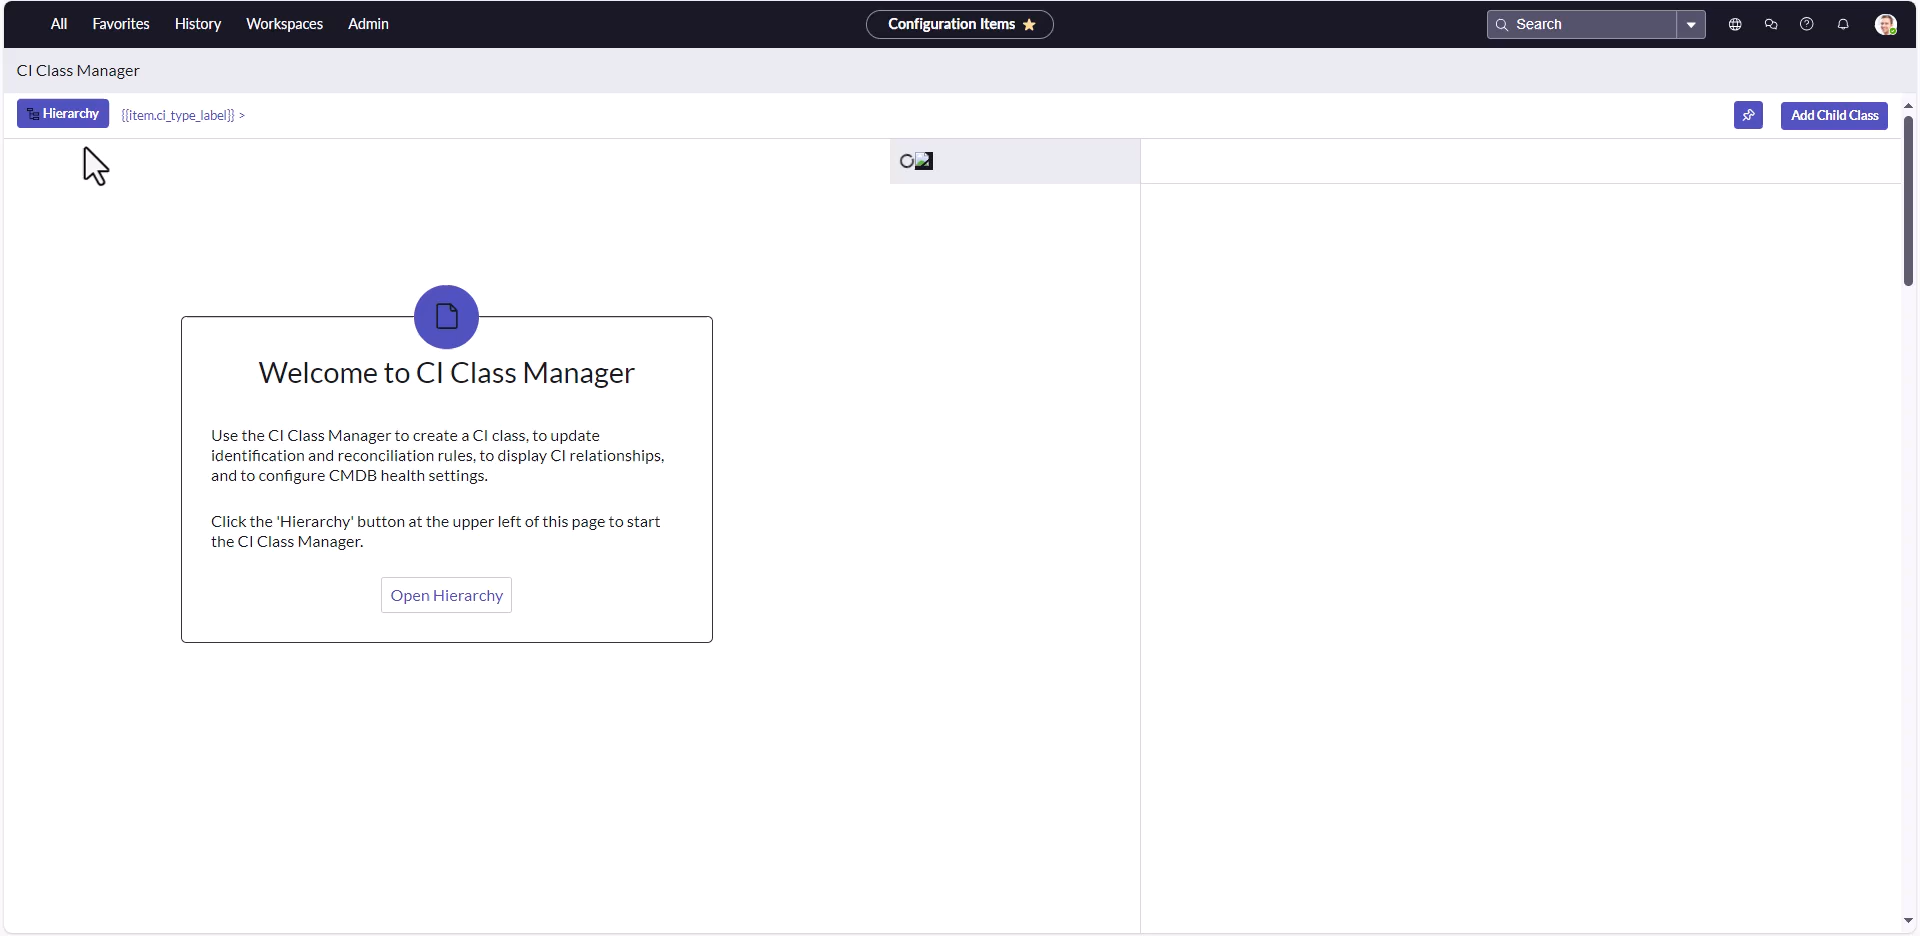 All Favorites History Workspaces Admin
Configuration Items
Search
CI Class Manager
Hierarchy
{{item.ci_type_label}} >
Add Child Class
Welcome to CI Class Manager
Use the CI Class Manager to create a CI class, to update
identification and reconciliation rules, to display CI relationships,
and to configure CMDB health settings.
Click the 'Hierarchy' button at the upper left of this page to start
the CI Class Manager.
Open Hierarchy